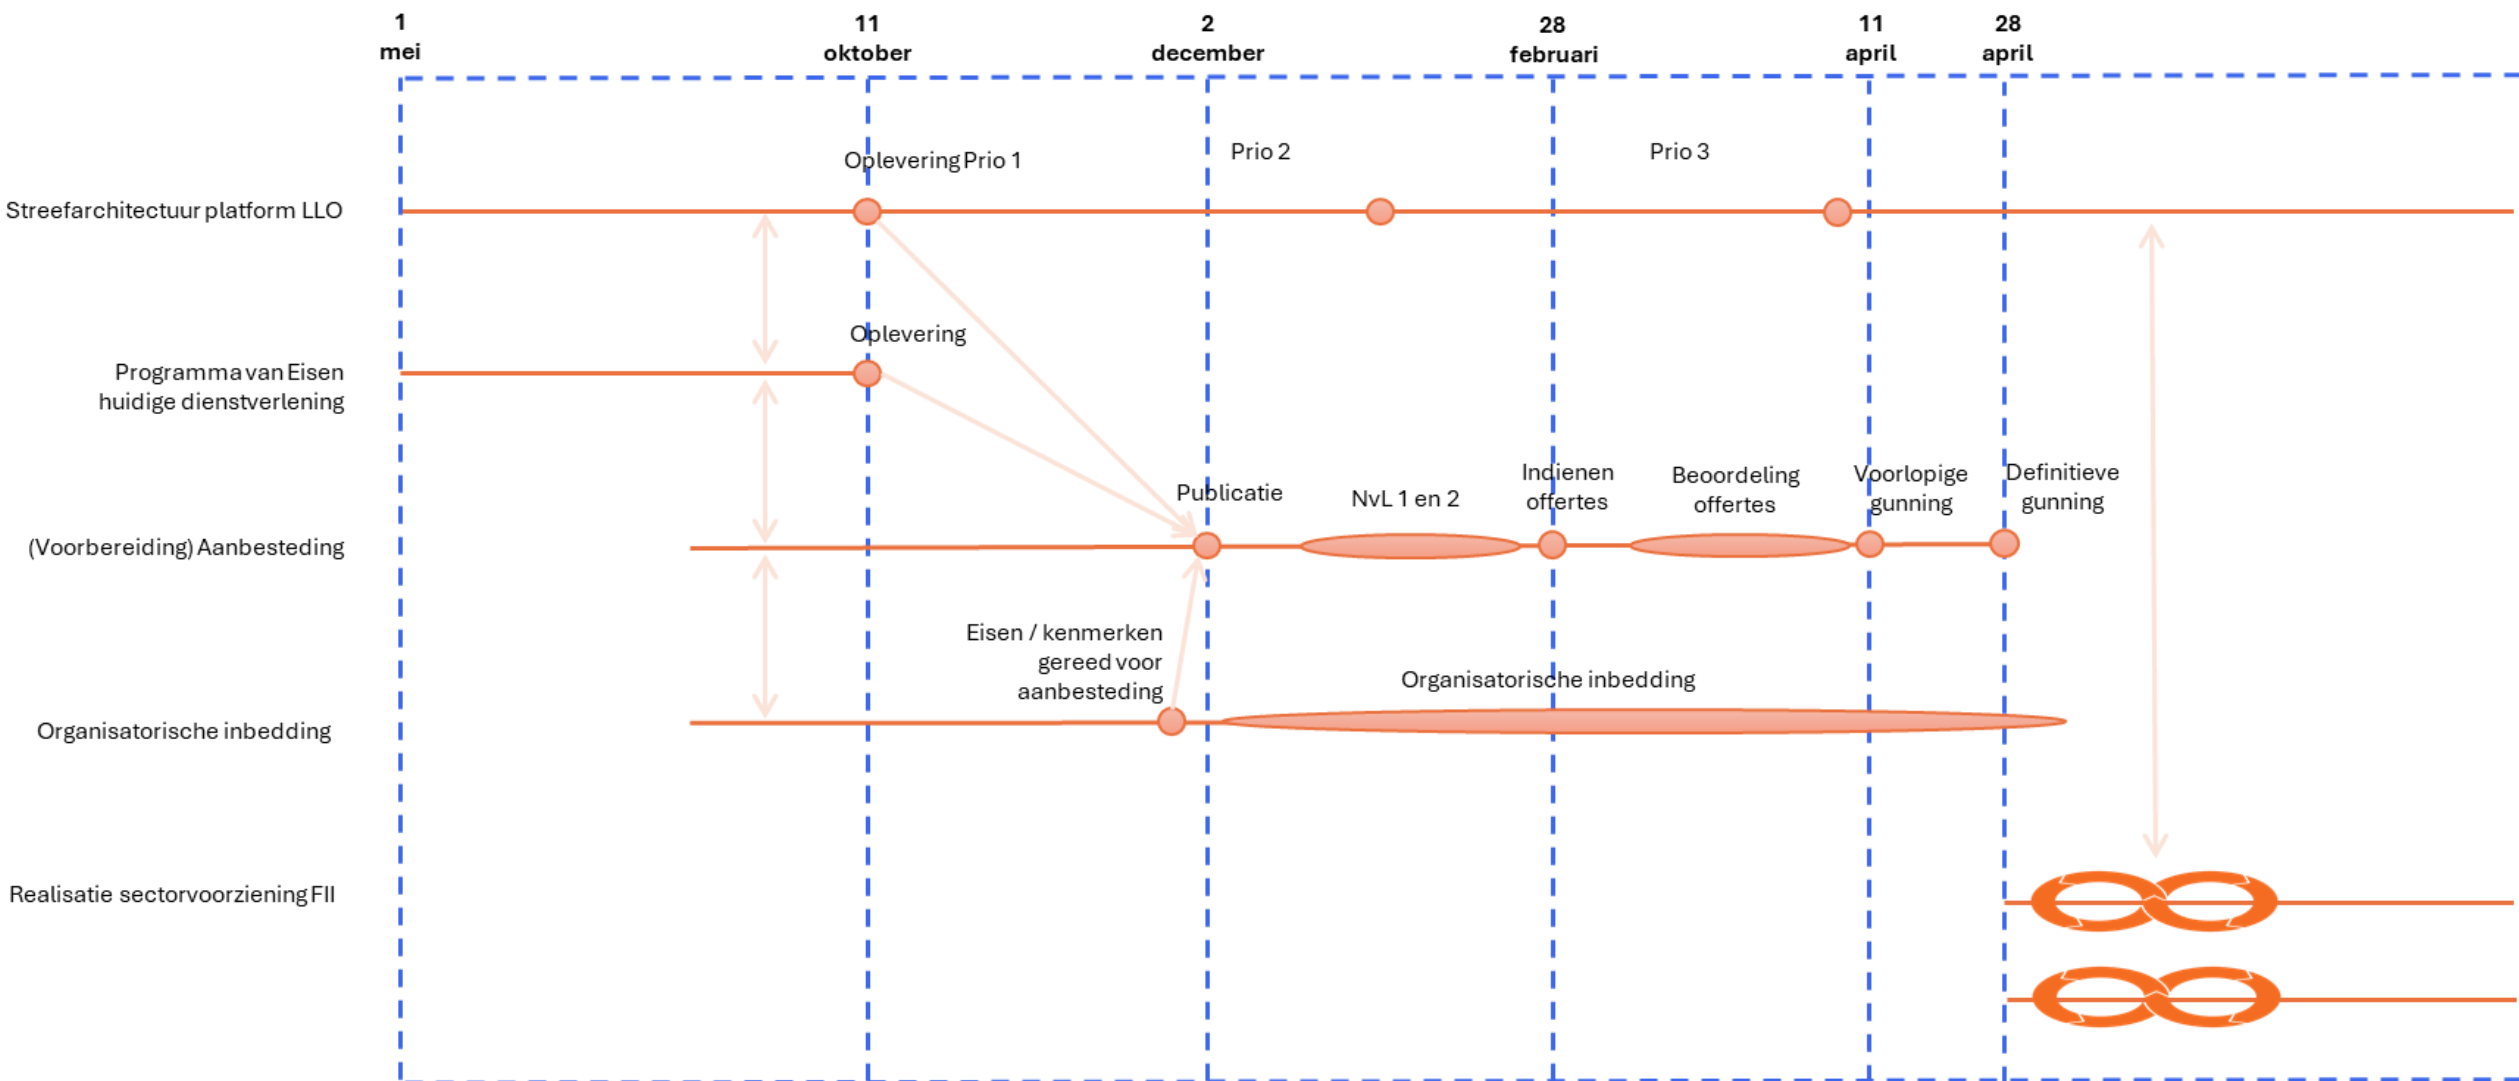 1
mei
11
oktober
2
december
28
februari
11
april
28
april
Oplevering Prio 1
Prio 2
Prio 3
Streefarchitectuur platform LLO
Oplevering
Programma van Eisen
huidige dienstverlening
Publicatie
NvL 1 en 2
Indienen
offertes
Beoordeling
offertes
Voorlopige
gunning
Definitieve
gunning
(Voorbereiding) Aanbesteding
Eisen / kenmerken
gereed voor
aanbesteding
Organisatorische inbedding
Organisatorische inbedding
Realisatie sectorvoorziening FII